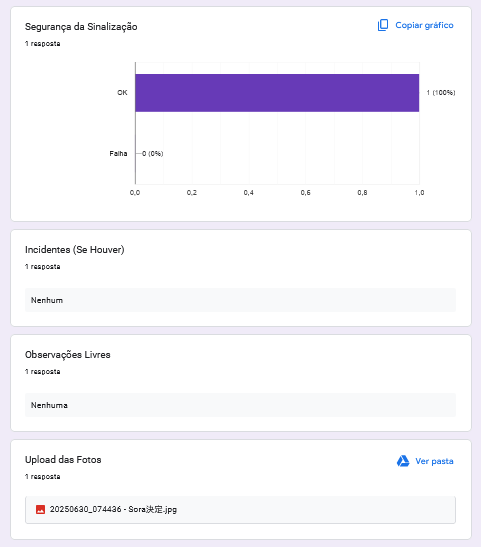 Segurança da Sinalização
Copiar gráfico
1 resposta
OK
1 (100%)
Falha
0 (0%)
0,0 0,2 0,4 0,6 0,8 1,0
Incidentes (Se Houver)
1 resposta
Nenhum
Observações Livres
1 resposta
Nenhuma
Upload das Fotos
Ver pasta
1 resposta
20250630_074436 - Sora決定.jpg